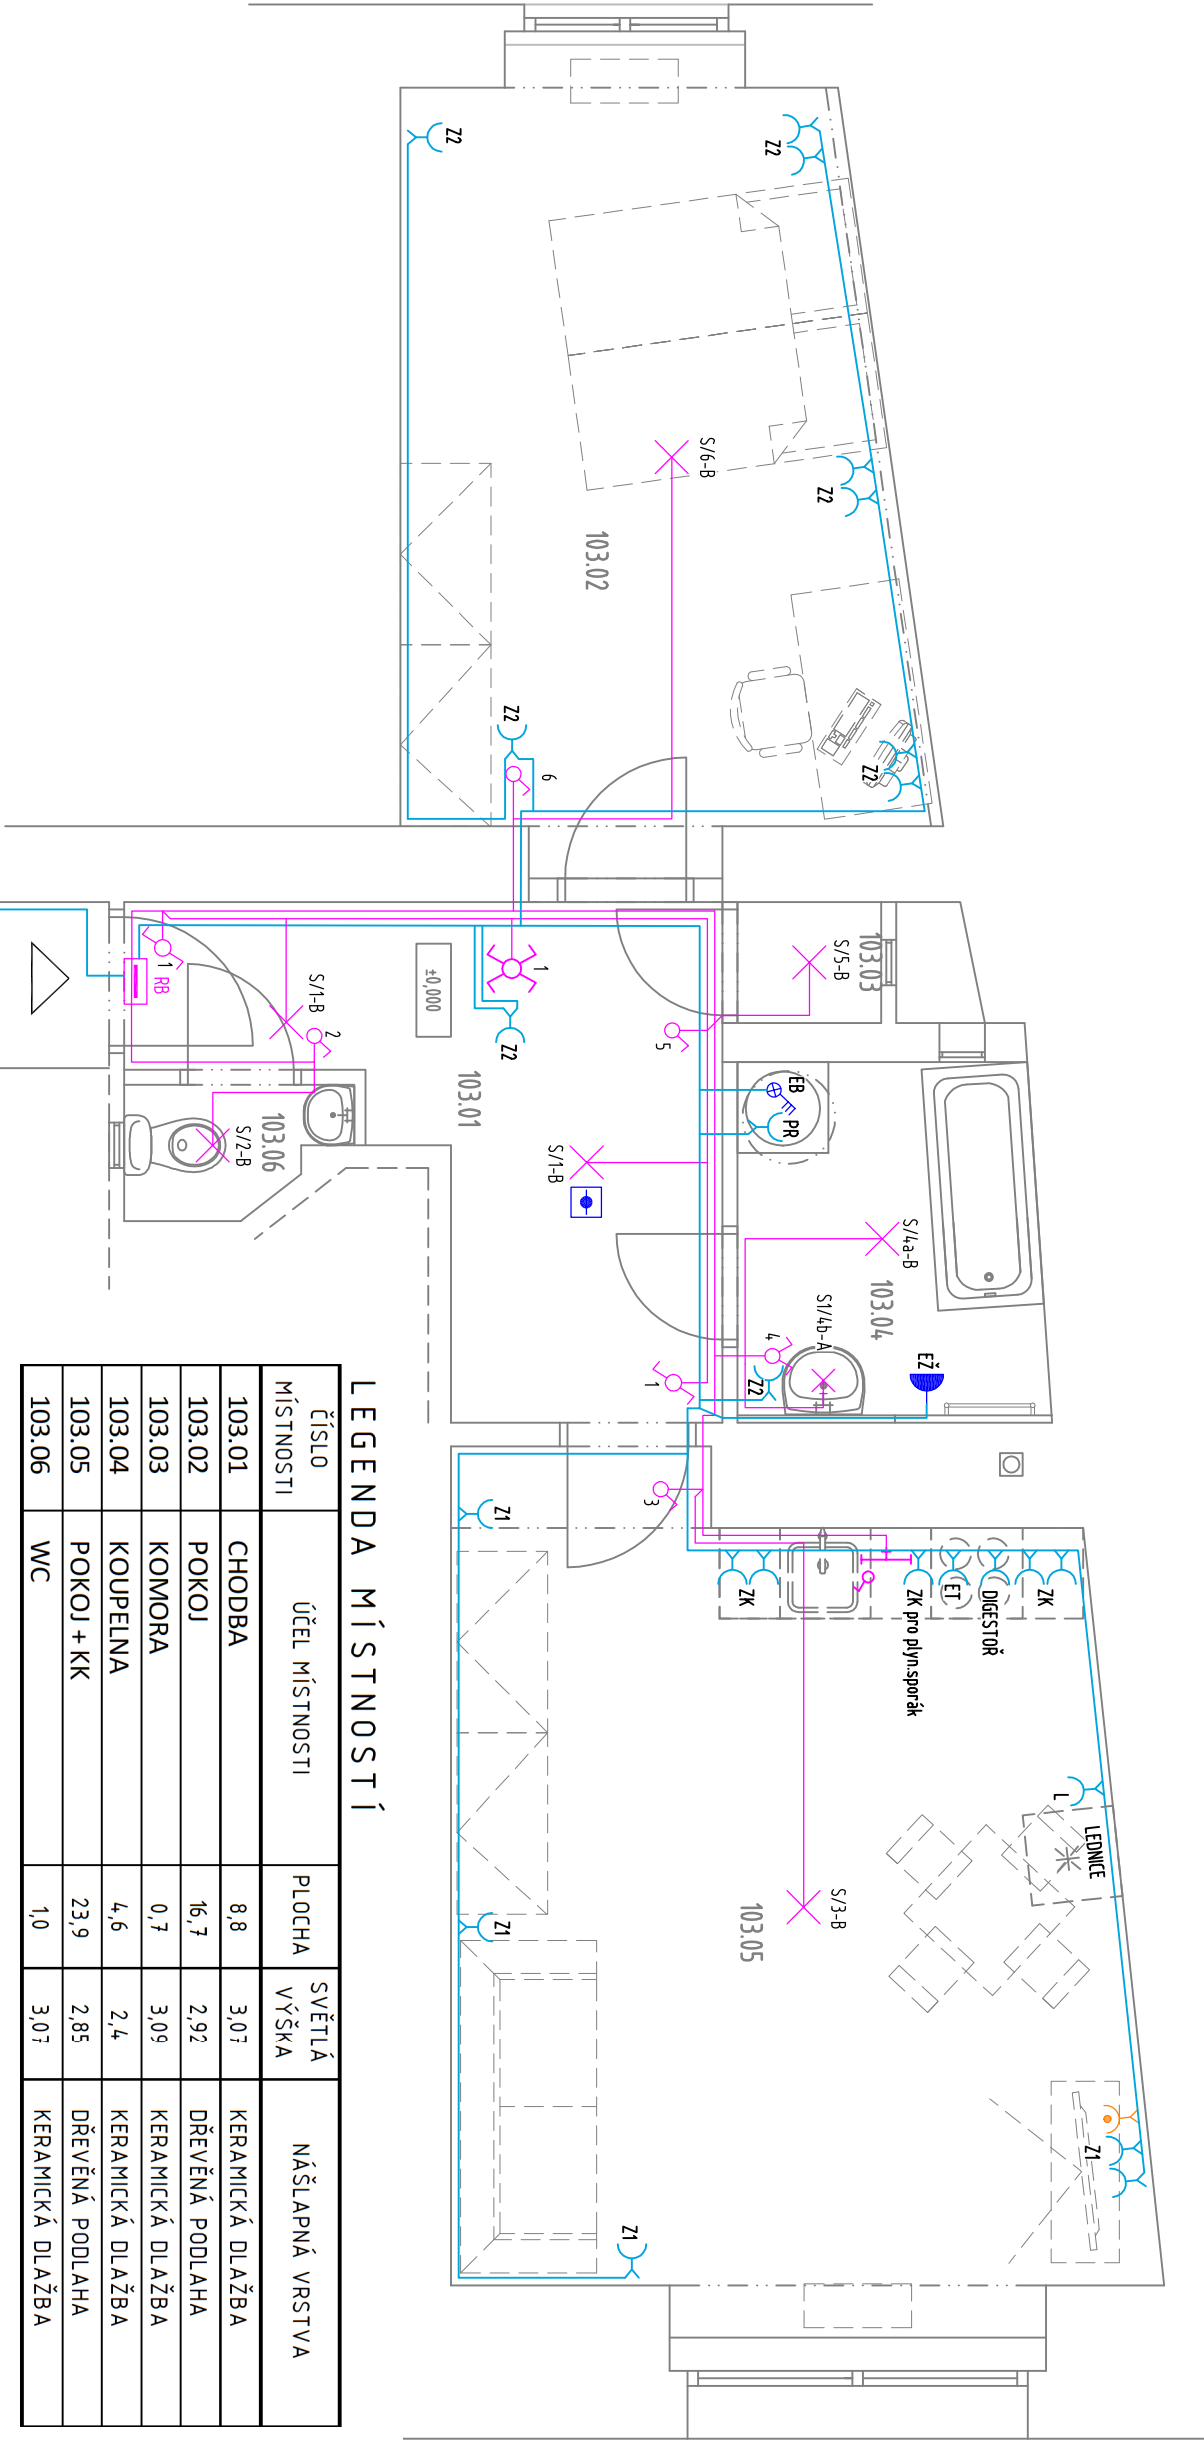 Z2
Z2
S/6-B
Z2
103.02
Z2
Z2
6
103.03
S/5-B
5
1
RB
1
S/1-B
2
±0,000
Z2
103.01
EB
PR
103.06
S/2-B
S/1-B
S/4a-B
103.04
S1/4b-A
4
Z2
EŽ
1
3
Z1
ZK
ZK pro plyn.sporák
ET
DIGESTOŘ
ZK
L
LEDNICE
S/3-B
103.05
Z1
Z1
Z1
LEGENDA MÍSTNOSTÍ
ČÍSLO MÍSTNOSTI ÚČEL MÍSTNOSTI PLOCHA SVĚTLÁ VÝŠKA NÁŠLAPNÁ VRSTVA
103.01 CHODBA 8,8 3,07 KERAMICKÁ DLAŽBA
103.02 POKOJ 16,7 2,92 DŘEVĚNÁ PODLAHA
103.03 KOMORA 0,7 3,09 KERAMICKÁ DLAŽBA
103.04 KOUPELNA 4,6 2,4 KERAMICKÁ DLAŽBA
103.05 POKOJ + KK 23,9 2,85 DŘEVĚNÁ PODLAHA
103.06 WC 1,0 3,07 KERAMICKÁ DLAŽBA